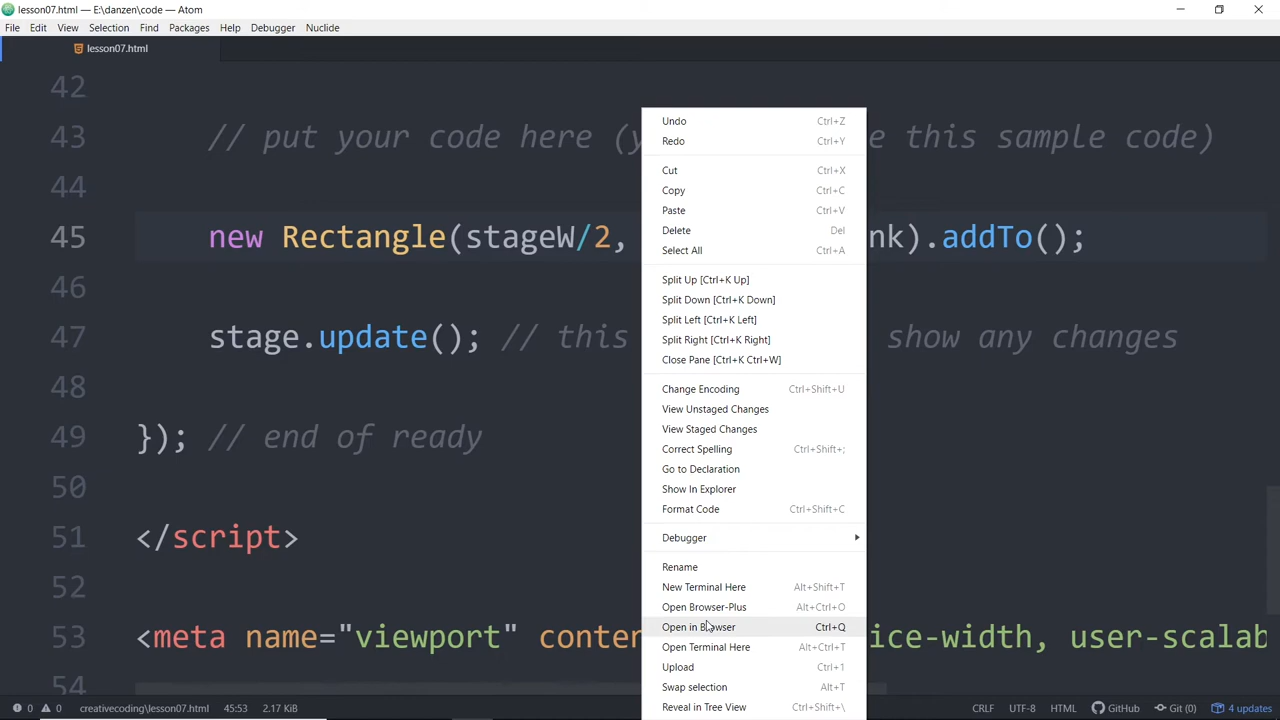 lesson07.html — E:\danzen\code — Atom
File Edit View Selection Find Packages Help Debugger Nuclide
lesson07.html
42
43 // put your code here (y e this sample code)
44
45 new Rectangle(stageW/2, nk).addTo();
46
47 stage.update(); // this show any changes
48
49 }); // end of ready
50
51 </script>
52
53 <meta name="viewport" conten ice-width, user-scalab
54
Undo Ctrl+Z
Redo Ctrl+Y
Cut Ctrl+X
Copy Ctrl+C
Paste Ctrl+V
Delete Del
Select All Ctrl+A
Split Up [Ctrl+K Up]
Split Down [Ctrl+K Down]
Split Left [Ctrl+K Left]
Split Right [Ctrl+K Right]
Close Pane [Ctrl+K Ctrl+W]
Change Encoding Ctrl+Shift+U
View Unstaged Changes
View Staged Changes
Correct Spelling Ctrl+Shift+;
Go to Declaration
Show In Explorer
Format Code Ctrl+Shift+C
Debugger
Rename
New Terminal Here Alt+Shift+T
Open Browser-Plus Alt+Ctrl+O
Open in Browser Ctrl+Q
Open Terminal Here Alt+Ctrl+T
Upload Ctrl+1
Swap selection Alt+T
Reveal in Tree View Ctrl+Shift+\
0 0 creativecoding\lesson07.html 45:53 2.17 KiB CRLF UTF-8 HTML GitHub Git (0) 4 updates